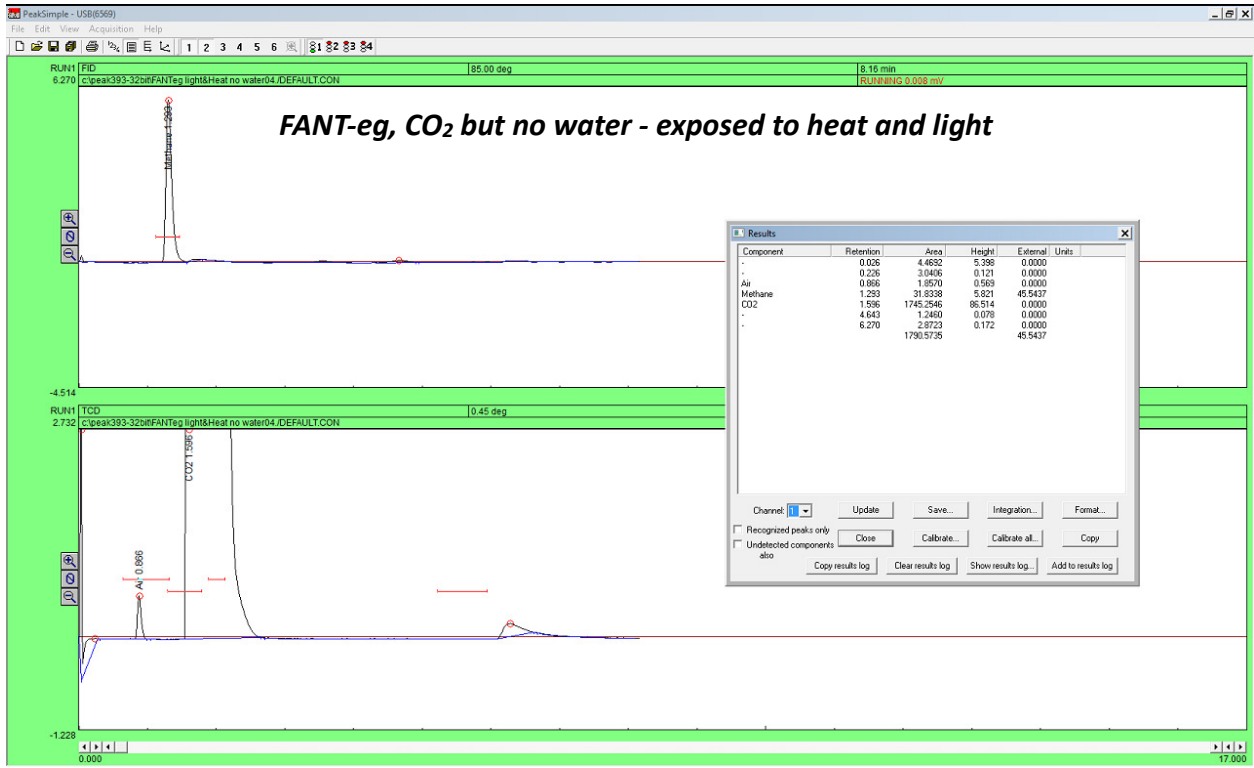 PeakSimple - USB(6569)
File Edit View Acquisition Help
1 2 3 4 5 6 1 2 3 4
RUN1 FID 85.00 deg 8.16 min
6.270 c:\peak393-32bit\FANTeg light&Heat no water04./DEFAULT.CON RUNNING 0.008 mV
FANT-eg, CO2 but no water - exposed to heat and light
Methane 1.293
-4.514
RUN1 TCD 0.45 deg
2.732 c:\peak393-32bit\FANTeg light&Heat no water04./DEFAULT.CON
CO2 1.596
Air 0.866
-1.228
0.000 17.000
Results
Component Retention Area Height External Units
- 0.026 4.4692 5.398 0.0000
- 0.226 3.0406 0.121 0.0000
Air 0.866 1.8570 0.569 0.0000
Methane 1.293 31.8338 5.821 45.5437
CO2 1.596 1745.2546 86.514 0.0000
- 4.643 1.2460 0.078 0.0000
- 6.270 2.8723 0.172 0.0000
1790.5735 45.5437
Channel: 1 Update Save... Integration... Format...
Recognized peaks only
Undetected components also
Close Calibrate... Calibrate all... Copy
Copy results log Clear results log Show results log... Add to results log